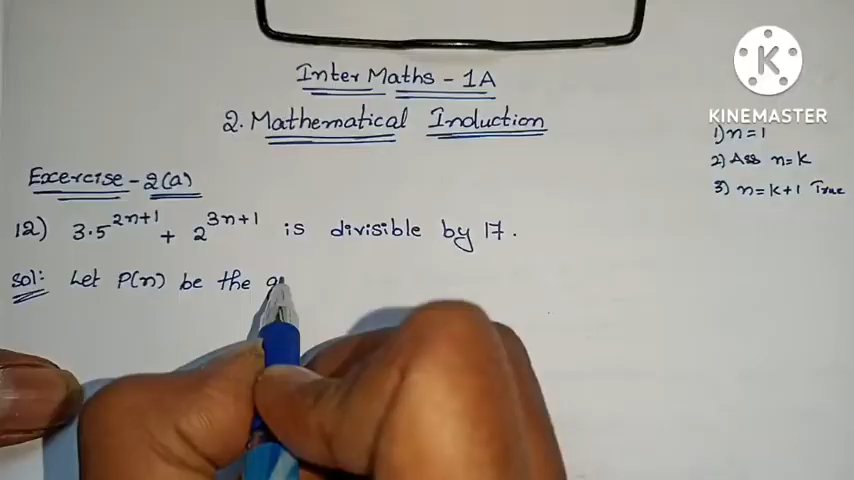 Inter Maths - 1A
2. Mathematical Induction
KINEMASTER
1) n = 1
2) Ass n = k
3) n = k+1 True
Excercise - 2(a)
12) 3·5^{2n+1} + 2^{3n+1} is divisible by 17.
Sol: Let P(n) be the